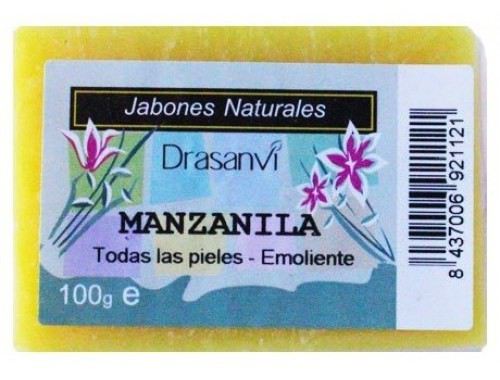 Jabones Naturales
Drasanvi
MANZANILA
Todas las pieles - Emoliente
100g e
8 437006 921121